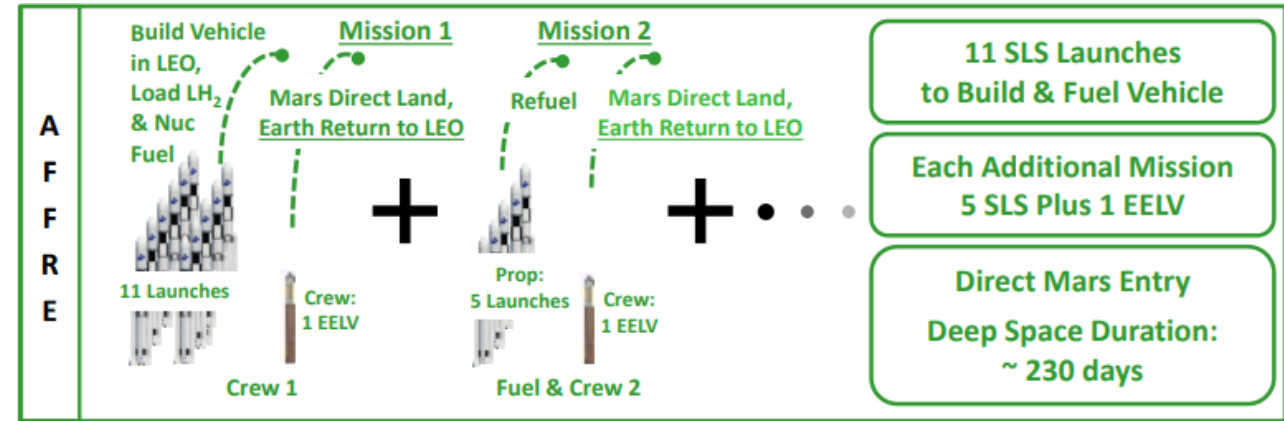 A
F
F
R
E
Build Vehicle
in LEO,
Load LH₂
& Nuc
Fuel
11 Launches
Mission 1
Mars Direct Land,
Earth Return to LEO
Crew:
1 EELV
Crew 1
Mission 2
Refuel
Prop:
5 Launches
Mars Direct Land,
Earth Return to LEO
Crew:
1 EELV
Fuel & Crew 2
11 SLS Launches
to Build & Fuel Vehicle
Each Additional Mission
5 SLS Plus 1 EELV
Direct Mars Entry
Deep Space Duration:
~ 230 days